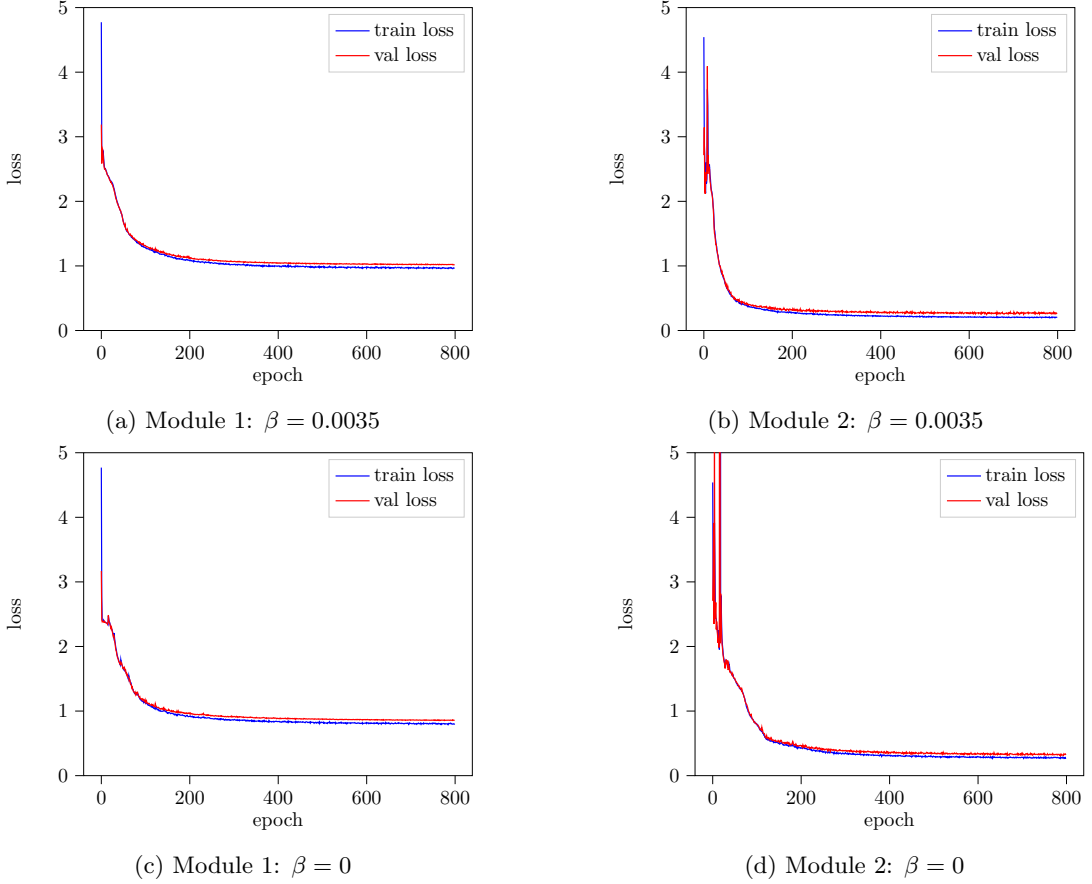 5
4
3
2
1
0
loss
0
200
400
600
800
epoch
train loss
val loss
(a) Module 1: β = 0.0035
5
4
3
2
1
0
loss
0
200
400
600
800
epoch
train loss
val loss
(b) Module 2: β = 0.0035
5
4
3
2
1
0
loss
0
200
400
600
800
epoch
train loss
val loss
(c) Module 1: β = 0
5
4
3
2
1
0
loss
0
200
400
600
800
epoch
train loss
val loss
(d) Module 2: β = 0